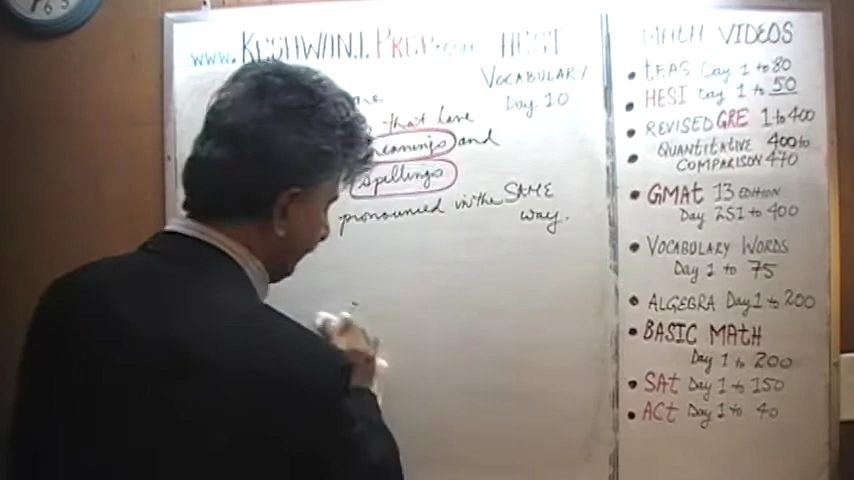 www. KESHWANI PREP.com HESI
VOCABULARY
Day 10
that have
meanings and
spellings
pronounced in the SAME
way.
MATH VIDEOS
• TEAS Day 1 to 80
• HESI Day 1 to 50
• REVISED GRE 1 to 400
• QUANTITATIVE 400 to
COMPARISON 470
• GMAT 13 EDITION
Day 251 to 400
• VOCABULARY WORDS
Day 1 to 75
• ALGEBRA Day 1 to 200
• BASIC MATH
Day 1 to 200
• SAT Day 1 to 150
• ACT Day 1 to 40